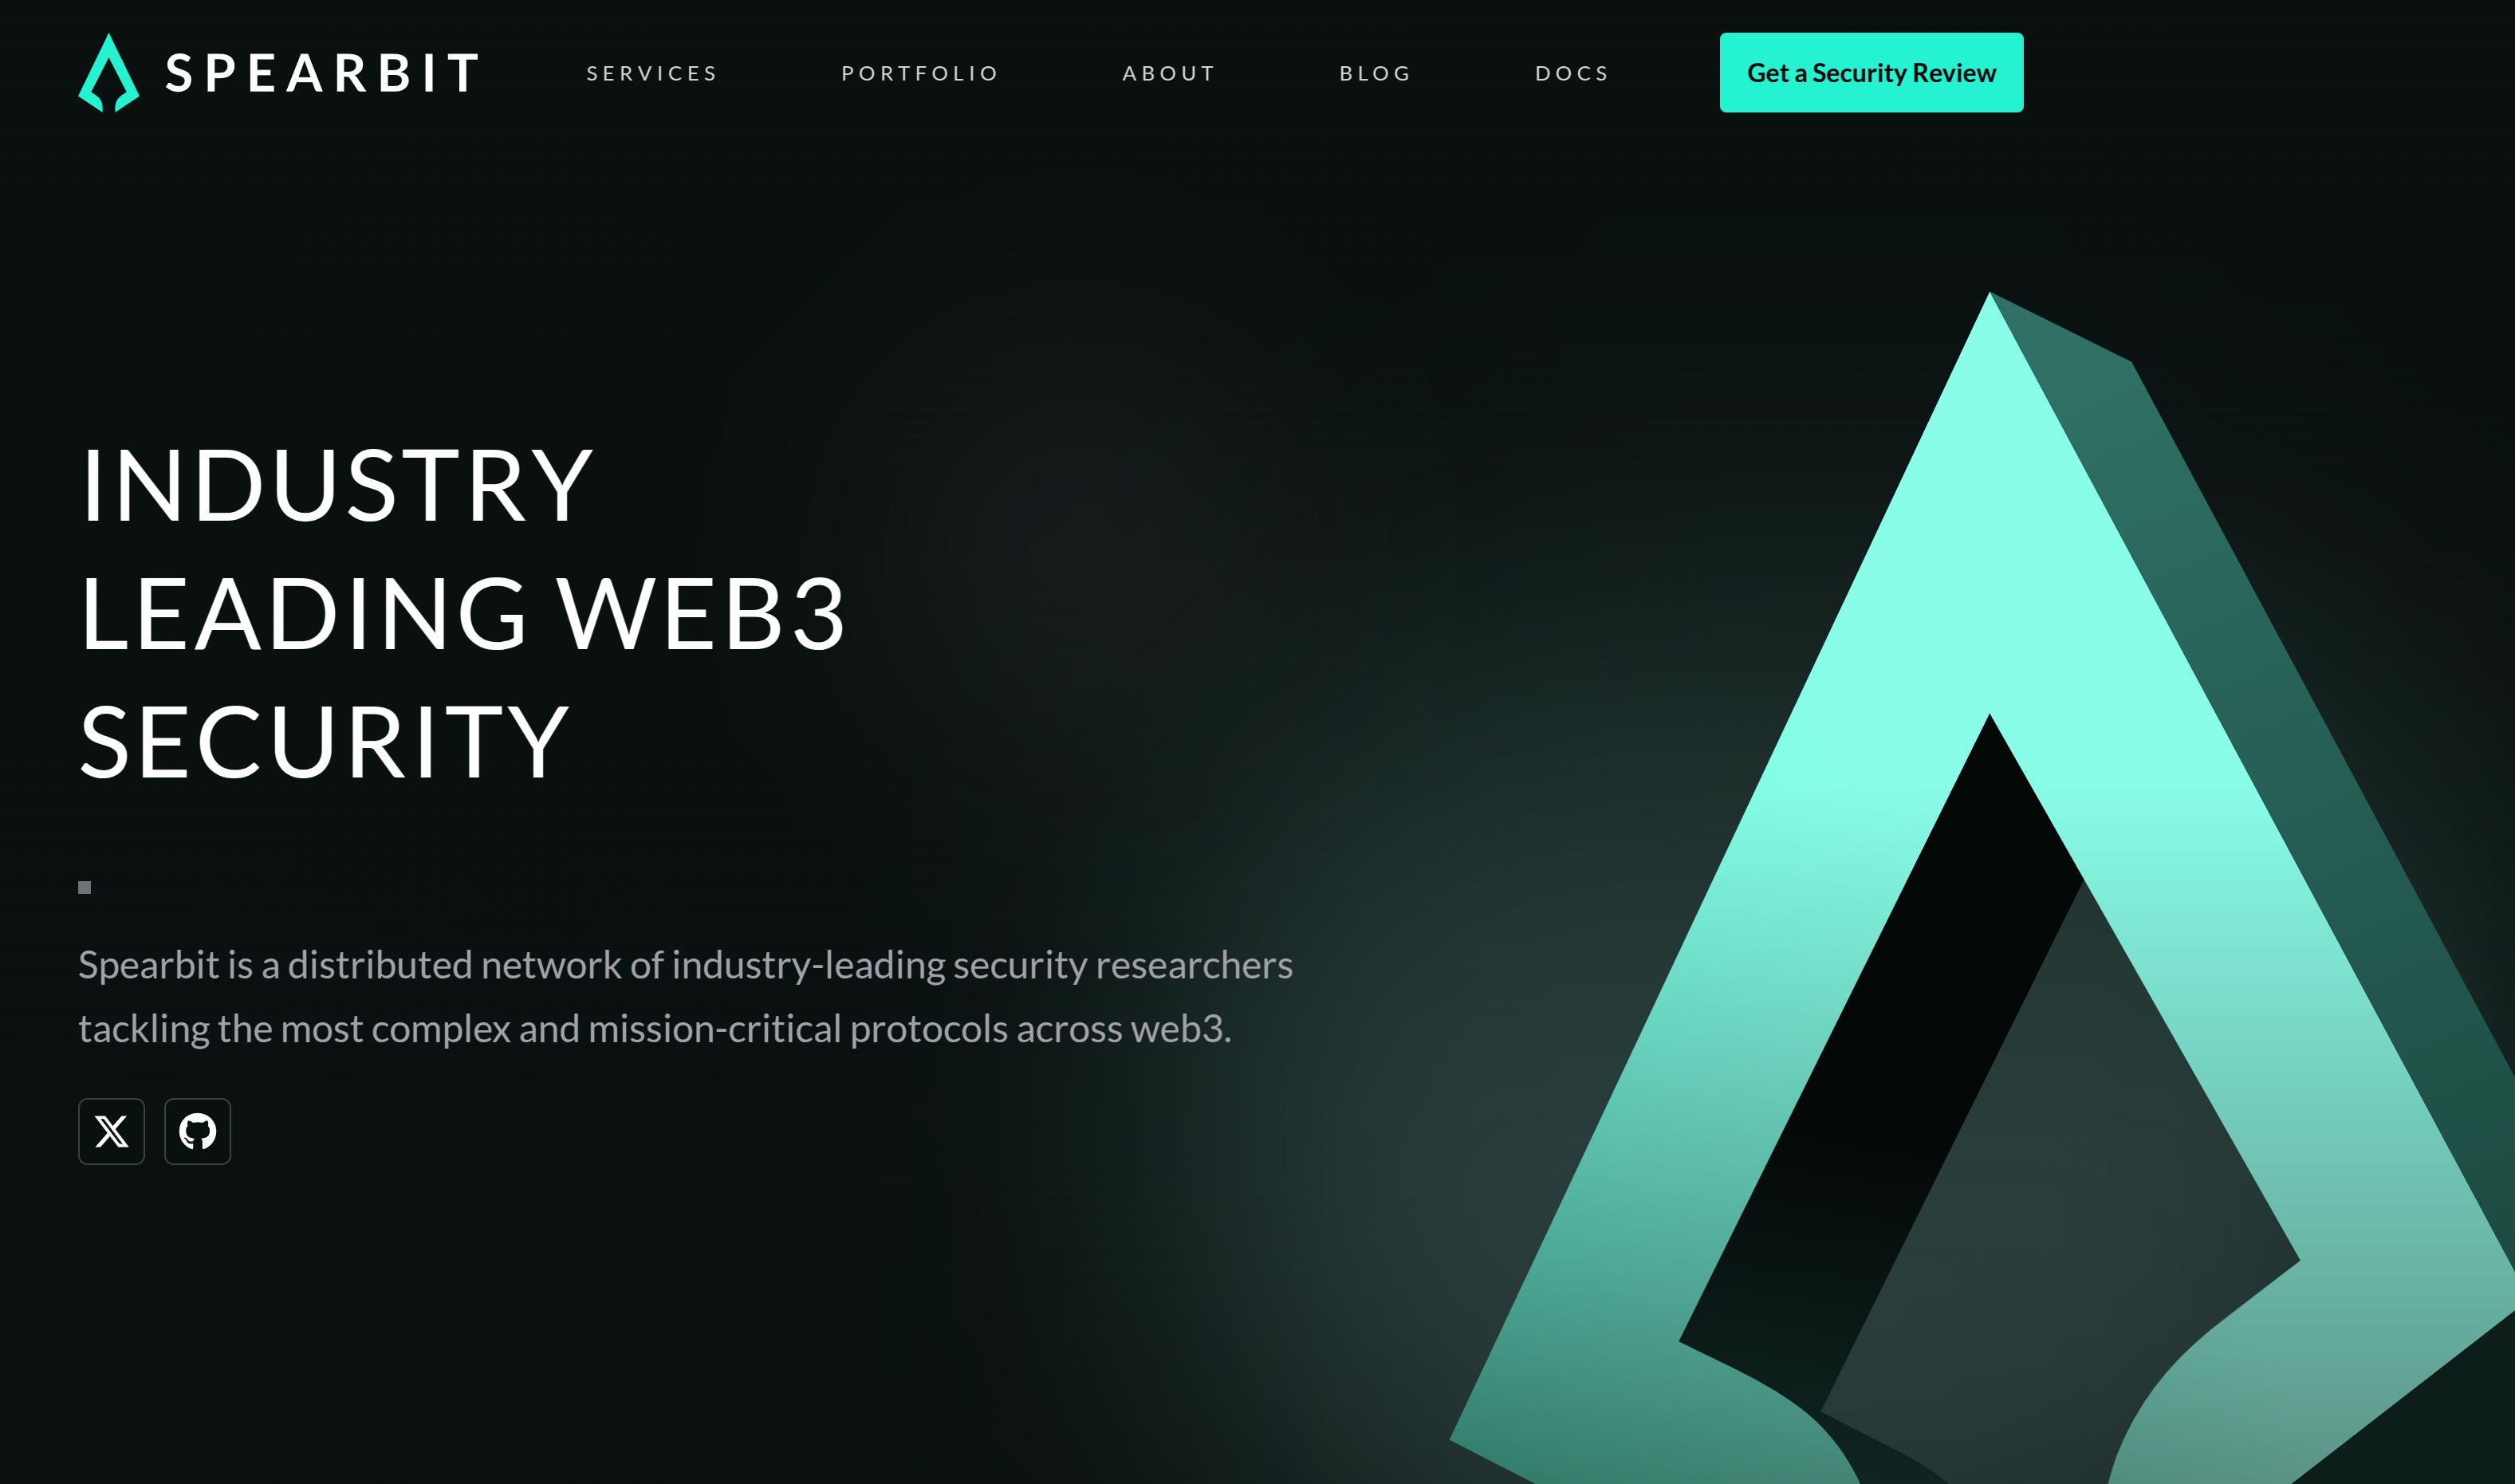 SPEARBIT
SERVICES
PORTFOLIO
ABOUT
BLOG
DOCS
Get a Security Review
INDUSTRY
LEADING WEB3
SECURITY
Spearbit is a distributed network of industry-leading security researchers
tackling the most complex and mission-critical protocols across web3.